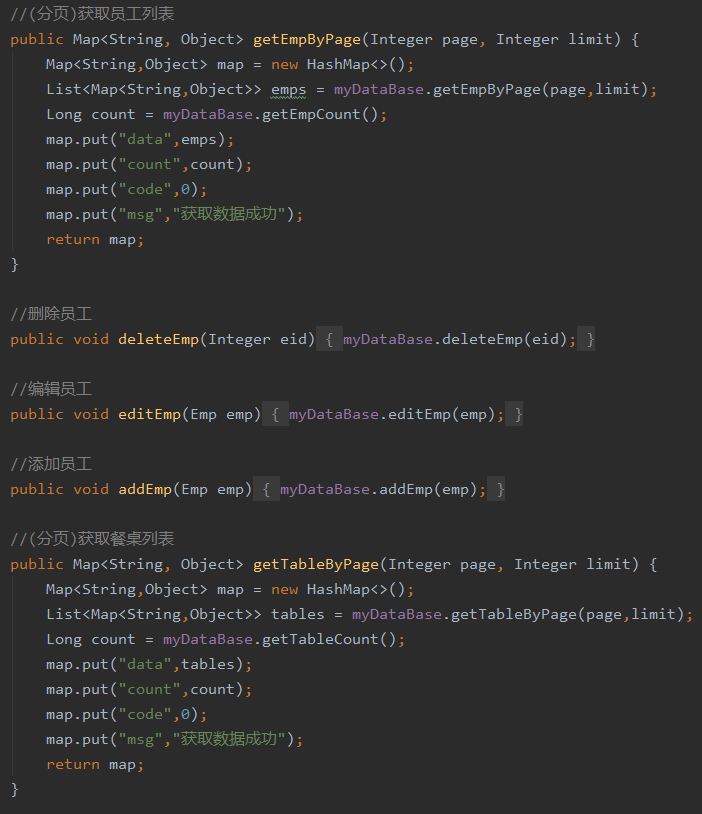 //(分页)获取员工列表
public Map<String, Object> getEmpByPage(Integer page, Integer limit) {
    Map<String,Object> map = new HashMap<>();
    List<Map<String,Object>> emps = myDataBase.getEmpByPage(page,limit);
    Long count = myDataBase.getEmpCount();
    map.put("data",emps);
    map.put("count",count);
    map.put("code",0);
    map.put("msg","获取数据成功");
    return map;
}
//删除员工
public void deleteEmp(Integer eid) { myDataBase.deleteEmp(eid); }
//编辑员工
public void editEmp(Emp emp) { myDataBase.editEmp(emp); }
//添加员工
public void addEmp(Emp emp) { myDataBase.addEmp(emp); }
//(分页)获取餐桌列表
public Map<String, Object> getTableByPage(Integer page, Integer limit) {
    Map<String,Object> map = new HashMap<>();
    List<Map<String,Object>> tables = myDataBase.getTableByPage(page,limit);
    Long count = myDataBase.getTableCount();
    map.put("data",tables);
    map.put("count",count);
    map.put("code",0);
    map.put("msg","获取数据成功");
    return map;
}